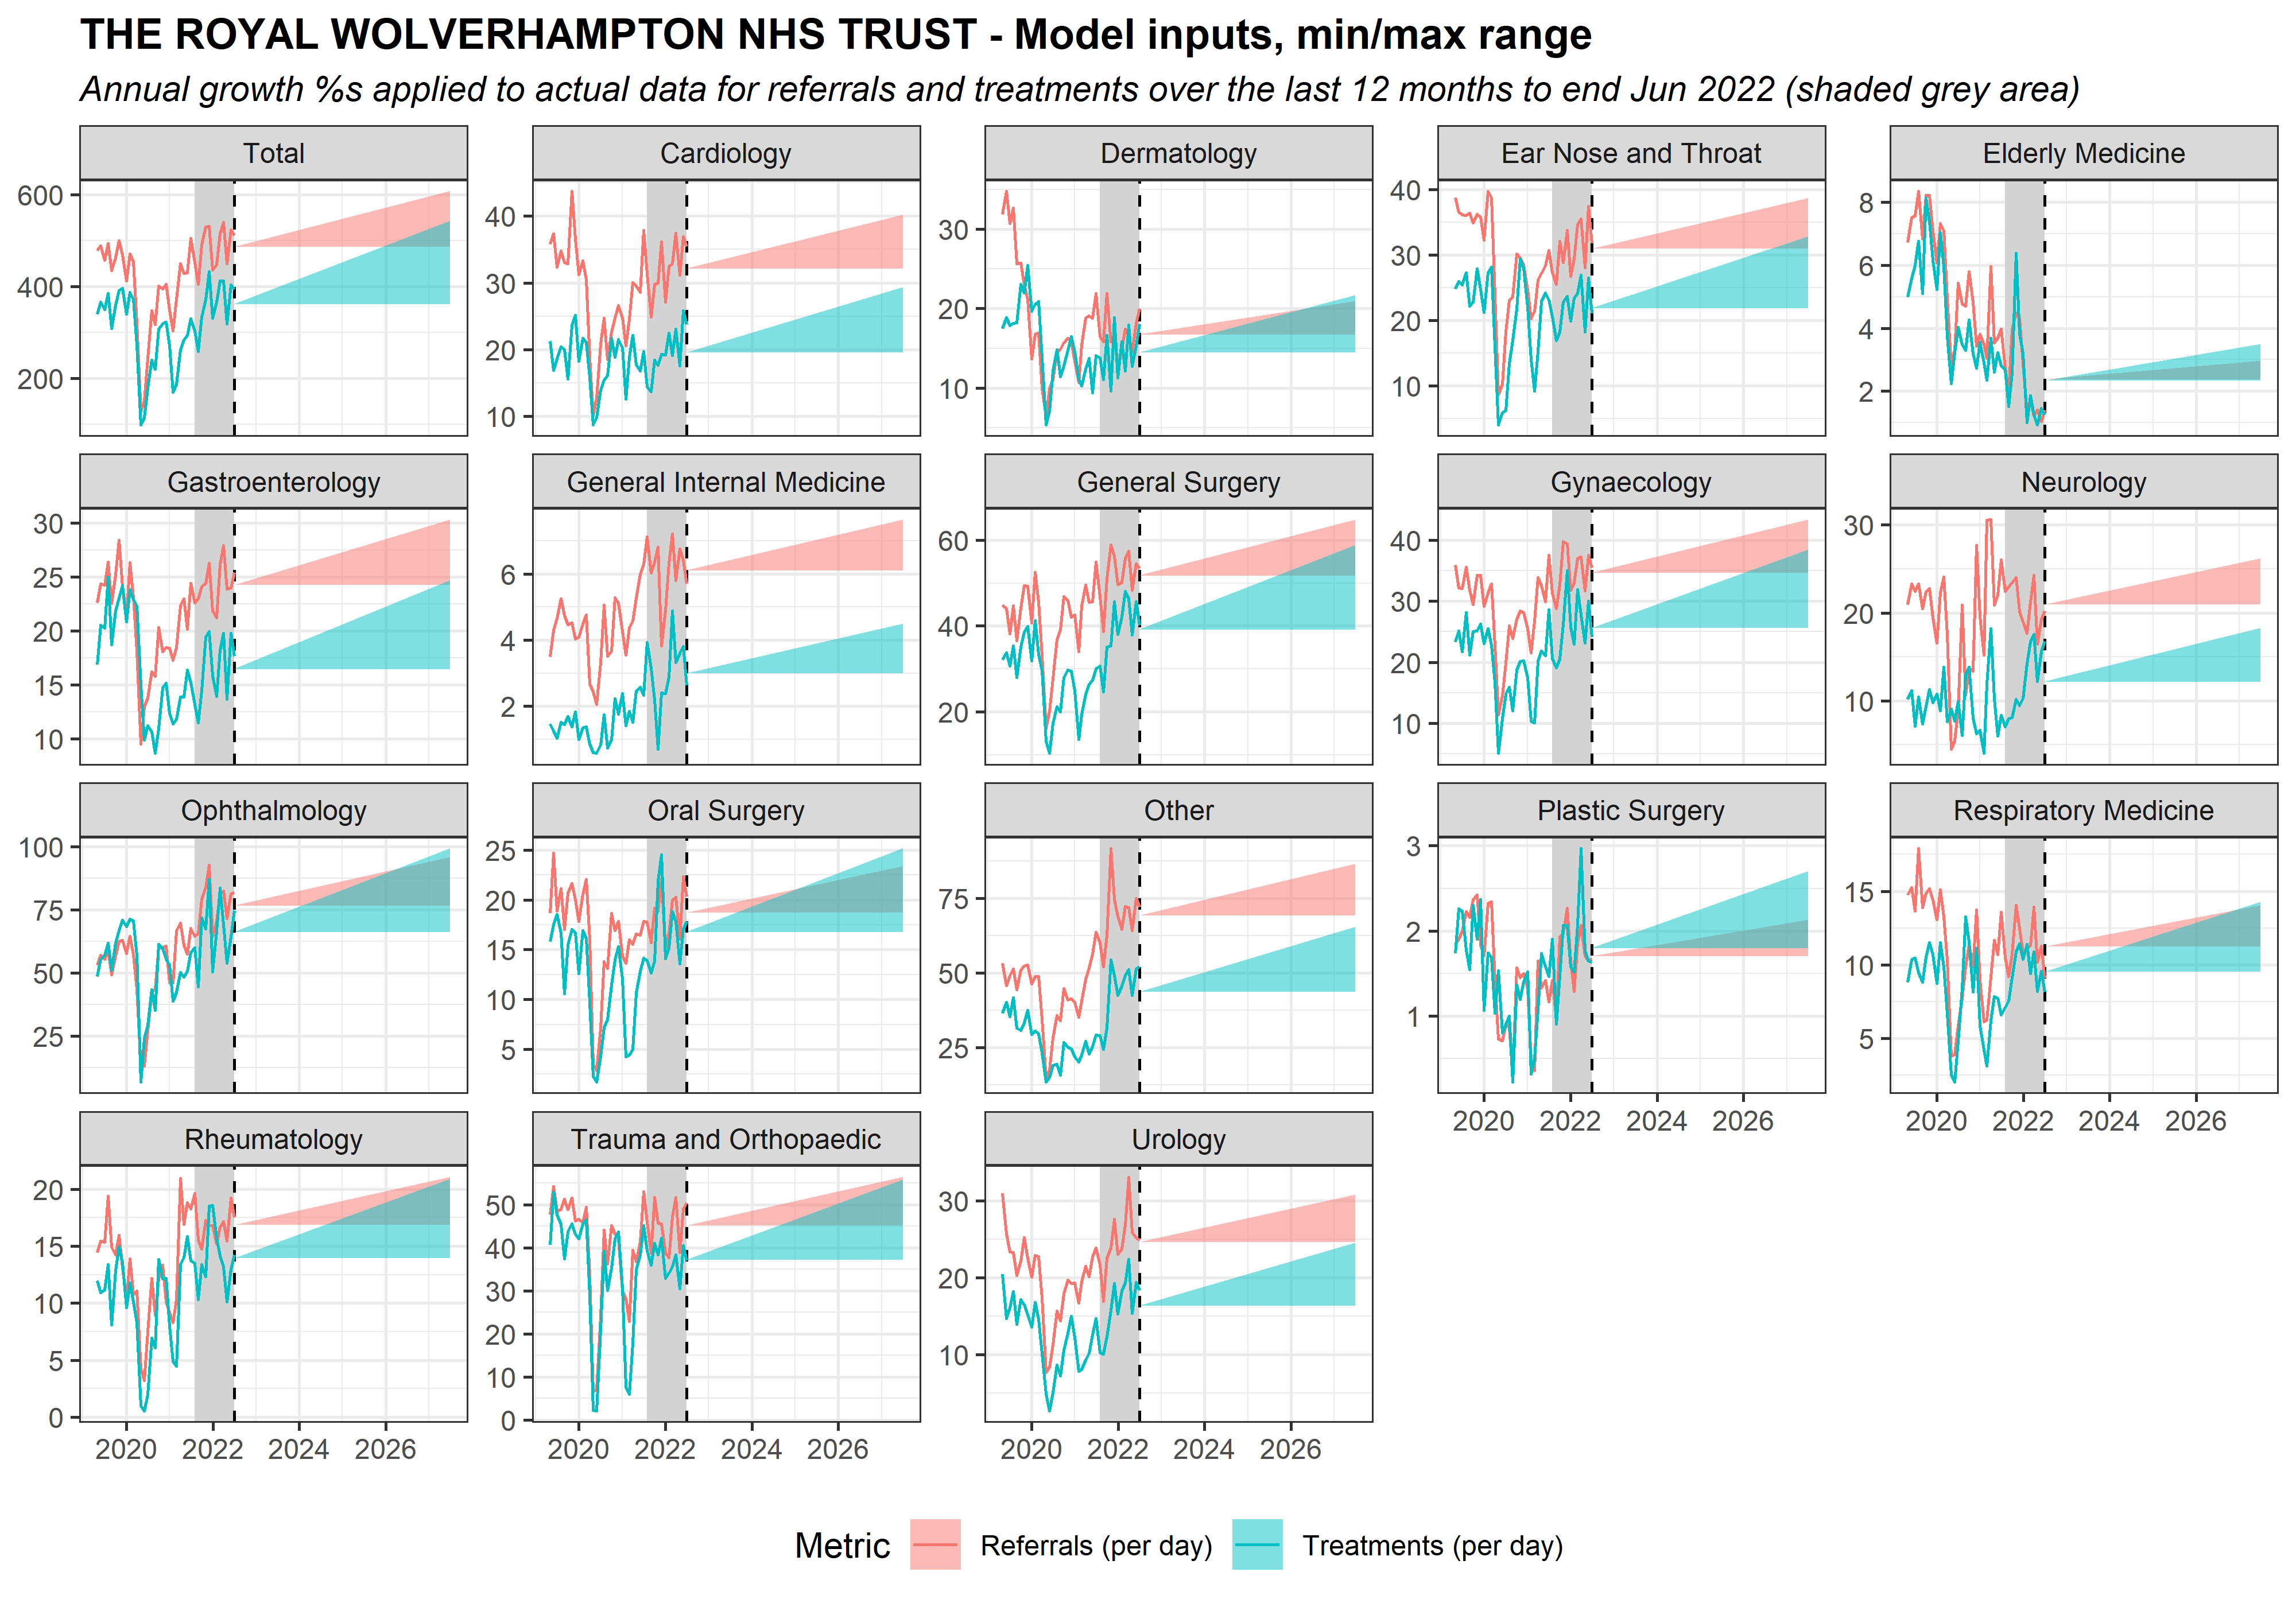 THE ROYAL WOLVERHAMPTON NHS TRUST - Model inputs, min/max range
Annual growth %s applied to actual data for referrals and treatments over the last 12 months to end Jun 2022 (shaded grey area)
Total
Cardiology
Dermatology
Ear Nose and Throat
Elderly Medicine
600
400
200
40
30
20
10
30
20
10
40
30
20
10
8
6
4
2
Gastroenterology
General Internal Medicine
General Surgery
Gynaecology
Neurology
30
25
20
15
10
6
4
2
60
40
20
40
30
20
10
30
20
10
Ophthalmology
Oral Surgery
Other
Plastic Surgery
Respiratory Medicine
100
75
50
25
25
20
15
10
5
75
50
25
3
2
1
15
10
5
2020 2022 2024 2026
2020 2022 2024 2026
Rheumatology
Trauma and Orthopaedic
Urology
20
15
10
5
0
50
40
30
20
10
0
30
20
10
2020 2022 2024 2026
2020 2022 2024 2026
2020 2022 2024 2026
Metric Referrals (per day) Treatments (per day)